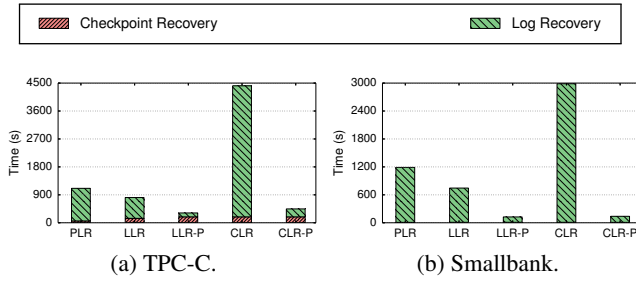 Checkpoint Recovery
Log Recovery
Time (s)
4500
3600
2700
1800
900
0
PLR
LLR
LLR-P
CLR
CLR-P
(a) TPC-C.
Time (s)
3000
2400
1800
1200
600
0
PLR
LLR
LLR-P
CLR
CLR-P
(b) Smallbank.